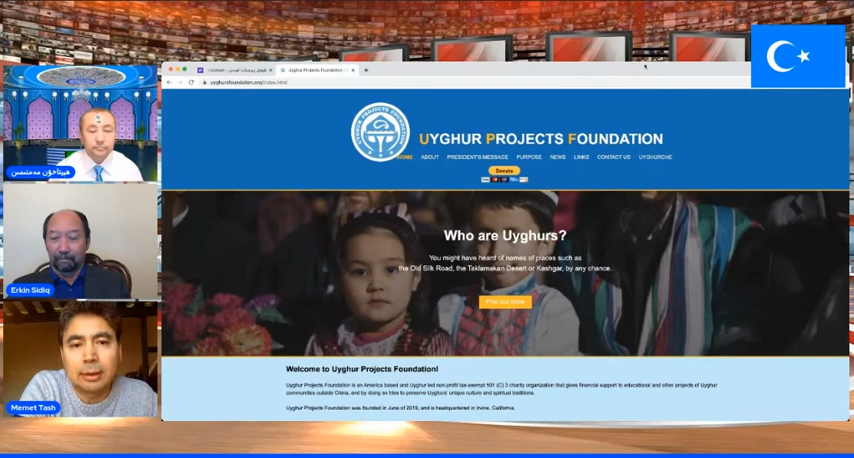 uyghurfoundation.org/index.html
UYGHUR PROJECTS FOUNDATION
UYGHUR PROJECTS FOUNDATION
HOME ABOUT PRESIDENT'S MESSAGE PURPOSE NEWS LINKS CONTACT US UYGHURCHE
Donate
ھېيتاخۇن مەمتىمىن
Erkin Sidiq
Memet Tash
Who are Uyghurs?
You might have heard of names of places such as
the Old Silk Road, the Taklamakan Desert or Kashgar, by any chance.
Find out more
Welcome to Uyghur Projects Foundation!
Uyghur Projects Foundation is an America based and Uyghur led non-profit tax-exempt 501 (C) 3 charity organization that gives financial support to educational and other projects of Uyghur
communities outside China, and by doing so tries to preserve Uyghurs' unique culture and spiritual traditions.
Uyghur Projects Foundation was founded in June of 2019, and is headquartered in Irvine, California.